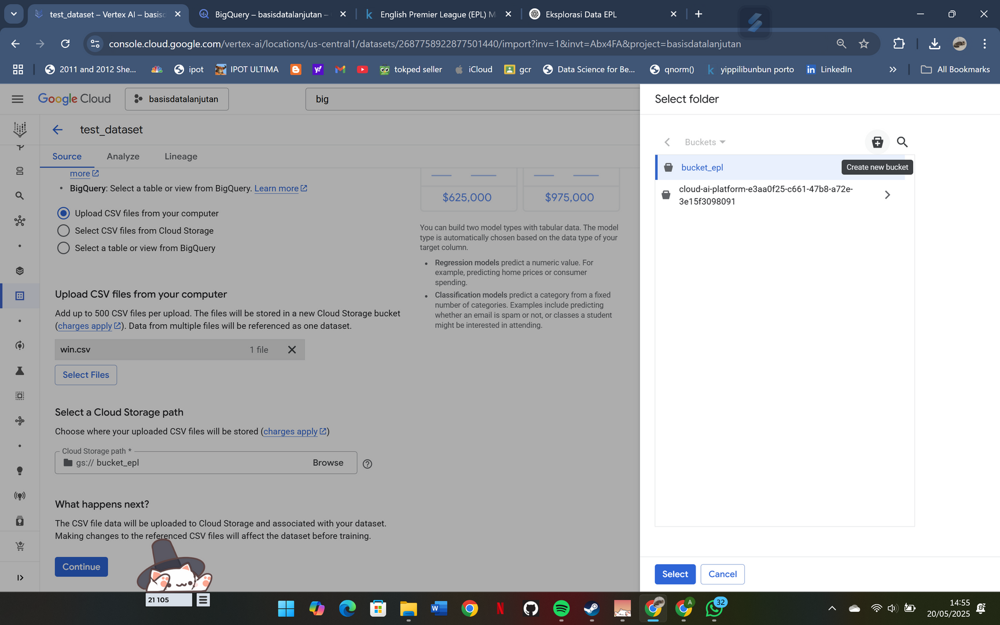 test_dataset – Vertex AI – basisd
BigQuery – basisdatalanjutan –
English Premier League (EPL) M
Eksplorasi Data EPL
console.cloud.google.com/vertex-ai/locations/us-central1/datasets/2687758922877501440/import?inv=1&invt=Abx4FA&project=basisdatalanjutan
2011 and 2012 She...
ipot
IPOT ULTIMA
tokped seller
iCloud
gcr
Data Science for Be...
qnorm()
yippilibunbun porto
LinkedIn
All Bookmarks
Google Cloud
basisdatalanjutan
big
test_dataset
Source
Analyze
Lineage
more
• BigQuery: Select a table or view from BigQuery. Learn more
Upload CSV files from your computer
Select CSV files from Cloud Storage
Select a table or view from BigQuery
Upload CSV files from your computer
Add up to 500 CSV files per upload. The files will be stored in a new Cloud Storage bucket
(charges apply). Data from multiple files will be referenced as one dataset.
win.csv
1 file
Select Files
Select a Cloud Storage path
Choose where your uploaded CSV files will be stored (charges apply)
Cloud Storage path *
gs:// bucket_epl
Browse
What happens next?
The CSV file data will be uploaded to Cloud Storage and associated with your dataset.
Making changes to the referenced CSV files will affect the dataset before training.
Continue
$625,000
$975,000
You can build two model types with tabular data. The model
type is automatically chosen based on the data type of your
target column.
• Regression models predict a numeric value. For
example, predicting home prices or consumer
spending.
• Classification models predict a category from a fixed
number of categories. Examples include predicting
whether an email is spam or not, or classes a student
might be interested in attending.
Select folder
Buckets
bucket_epl
Create new bucket
cloud-ai-platform-e3aa0f25-c661-47b8-a72e-
3e15f3098091
Select
Cancel
21 105
A
32
14:55
20/05/2025